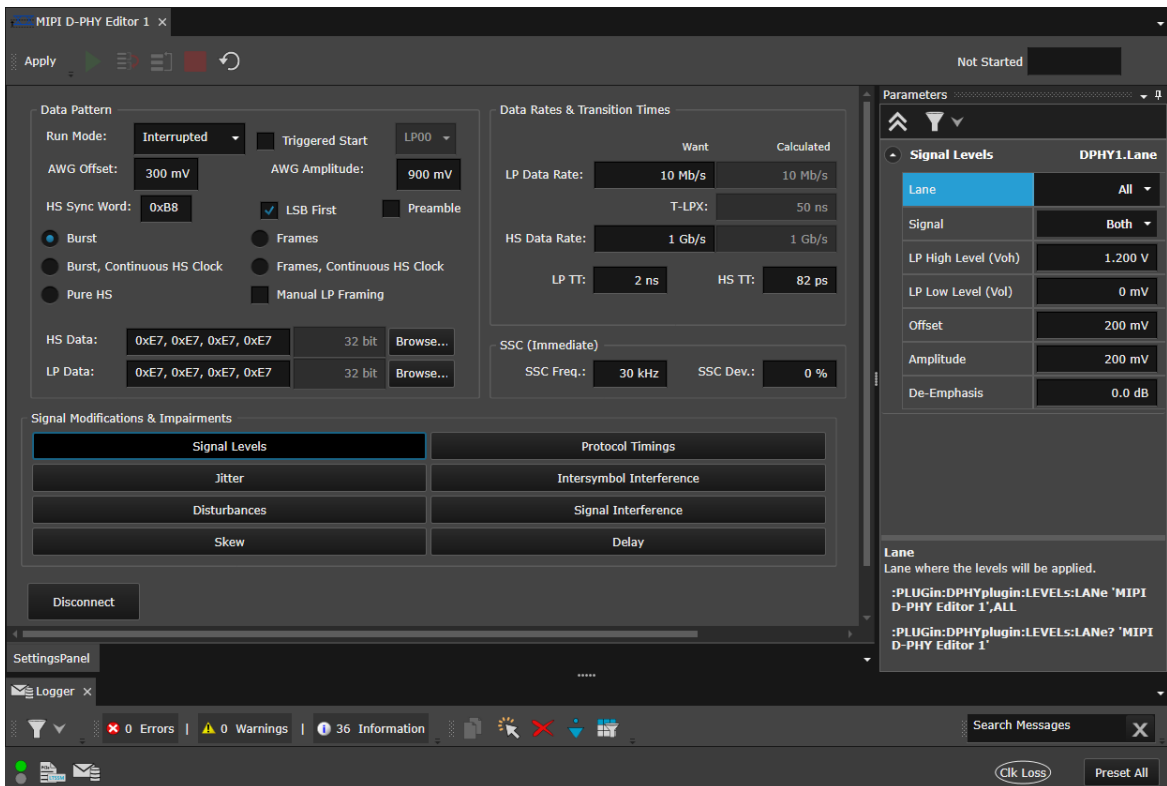 MIPI D-PHY Editor 1
Apply
Not Started
Data Pattern
Run Mode: Interrupted Triggered Start LP00
AWG Offset: 300 mV AWG Amplitude: 900 mV
HS Sync Word: 0xB8 LSB First Preamble
Burst Frames
Burst, Continuous HS Clock Frames, Continuous HS Clock
Pure HS Manual LP Framing
HS Data: 0xE7, 0xE7, 0xE7, 0xE7 32 bit Browse...
LP Data: 0xE7, 0xE7, 0xE7, 0xE7 32 bit Browse...
Data Rates & Transition Times
Want Calculated
LP Data Rate: 10 Mb/s 10 Mb/s
T-LPX: 50 ns
HS Data Rate: 1 Gb/s 1 Gb/s
LP TT: 2 ns HS TT: 82 ps
SSC (Immediate)
SSC Freq.: 30 kHz SSC Dev.: 0 %
Signal Modifications & Impairments
Signal Levels Protocol Timings
Jitter Intersymbol Interference
Disturbances Signal Interference
Skew Delay
Disconnect
SettingsPanel
Parameters
Signal Levels DPHY1.Lane
Lane All
Signal Both
LP High Level (Voh) 1.200 V
LP Low Level (Vol) 0 mV
Offset 200 mV
Amplitude 200 mV
De-Emphasis 0.0 dB
Lane
Lane where the levels will be applied.
:PLUGin:DPHYplugin:LEVELs:LANe 'MIPI
D-PHY Editor 1',ALL
:PLUGin:DPHYplugin:LEVELs:LANe? 'MIPI
D-PHY Editor 1'
Logger
0 Errors | 0 Warnings | 36 Information
Search Messages X
Clk Loss Preset All